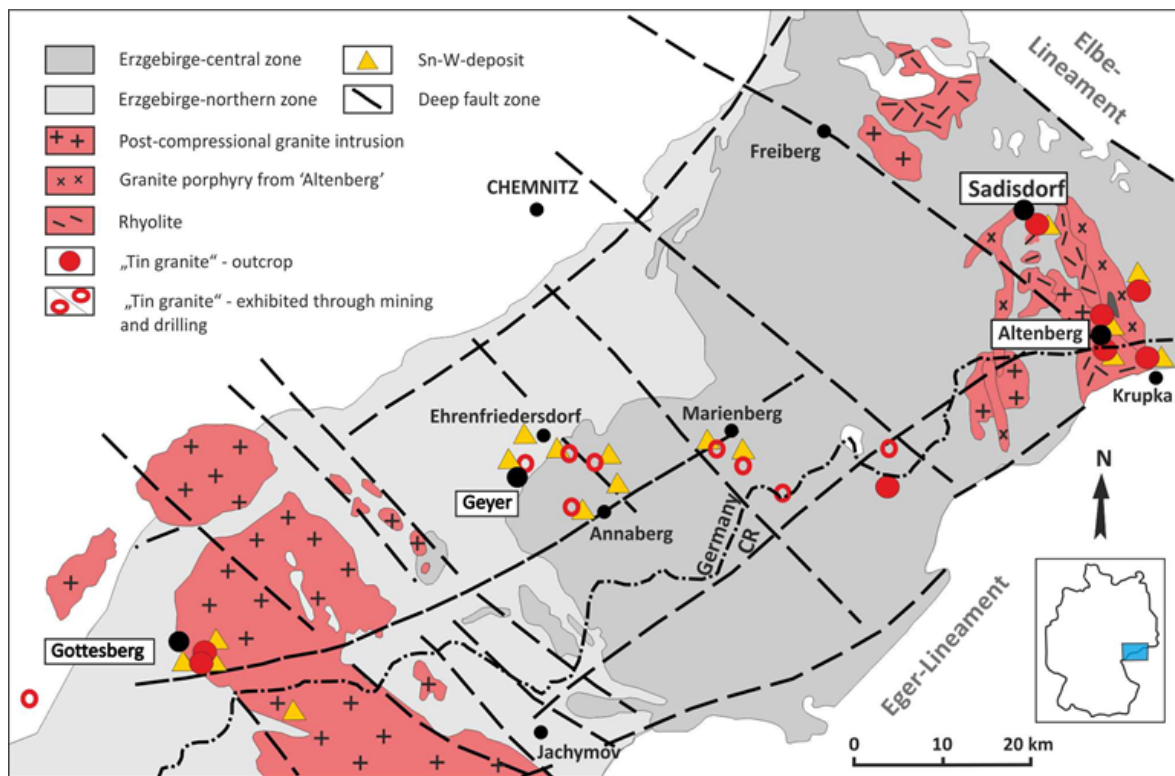 Erzgebirge-central zone
Sn-W-deposit
Erzgebirge-northern zone
Deep fault zone
Post-compressional granite intrusion
Granite porphyry from ‘Altenberg’
Rhyolite
„Tin granite“ - outcrop
„Tin granite“ - exhibited through mining
and drilling
Elbe-
Lineament
Freiberg
CHEMNITZ
Sadisdorf
Altenberg
Krupka
Ehrenfriedersdorf
Marienberg
Geyer
Annaberg
Germany
CR
N
Eger-Lineament
Gottesberg
Jachymov
0 10 20 km